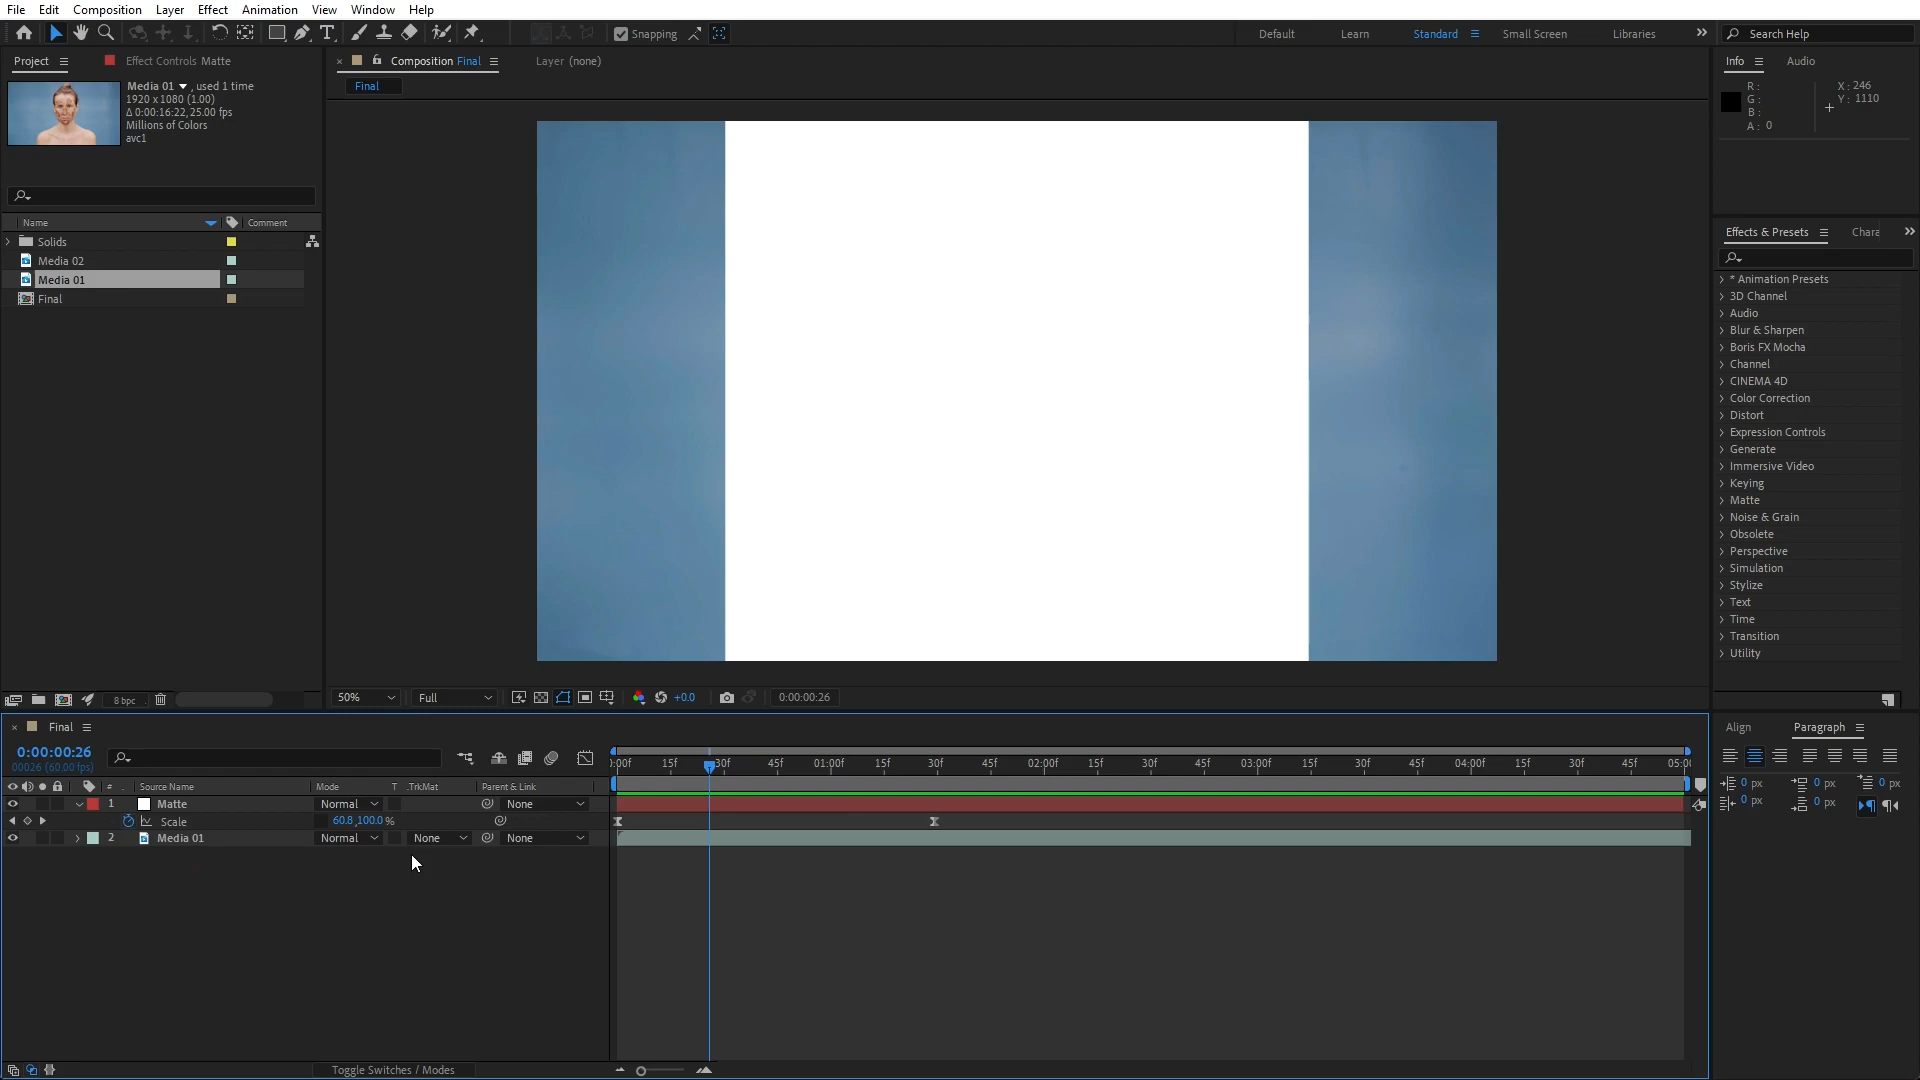 File Edit Composition Layer Effect Animation View Window Help
Snapping
Default Learn Standard Small Screen Libraries
Search Help
Project
Effect Controls Matte
Composition Final
Layer (none)
Info Audio
Final
Media 01 , used 1 time
1920 x 1080 (1.00)
Δ 0:00:16:22, 25.00 fps
Millions of Colors
avc1
R :
G :
B :
A : 0
X : 246
Y : 1110
Name Comment
Solids
Media 02
Media 01
Final
8 bpc
50% Full +0.0 0:00:00:26
Effects & Presets Chara
* Animation Presets
3D Channel
Audio
Blur & Sharpen
Boris FX Mocha
Channel
CINEMA 4D
Color Correction
Distort
Expression Controls
Generate
Immersive Video
Keying
Matte
Noise & Grain
Obsolete
Perspective
Simulation
Stylize
Text
Time
Transition
Utility
Final
0:00:00:26
00026 (60.00 fps)
# Source Name Mode T .TrkMat Parent & Link
1 Matte Normal None
Scale 60.8,100.0 %
2 Media 01 Normal None None
):00f 15f 30f 45f 01:00f 15f 30f 45f 02:00f 15f 30f 45f 03:00f 15f 30f 45f 04:00f 15f 30f 45f 05:00
Toggle Switches / Modes
Align Paragraph
0 px 0 px 0 px
0 px 0 px